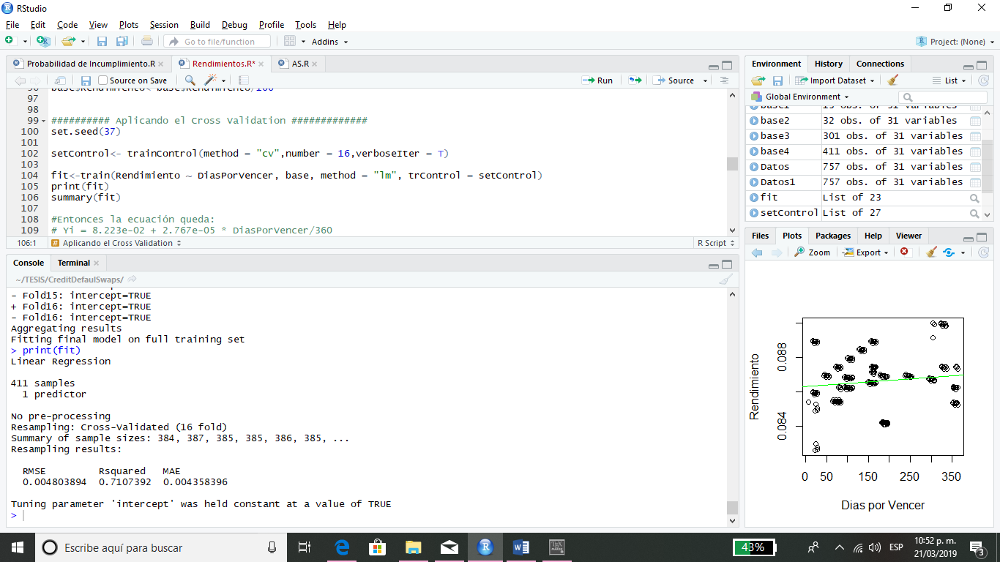 RStudio
File Edit Code View Plots Session Build Debug Profile Tools Help
Go to file/function Addins Project: (None)
Probabilidad de Incumplimiento.R Rendimientos.R* AS.R
Source on Save Run Source
96 base$Rendimiento<-base$Rendimiento/100
97
98
99 ########## Aplicando el Cross Validation #############
100 set.seed(37)
101
102 setControl<- trainControl(method = "cv",number = 16,verboseIter = T)
103
104 fit<-train(Rendimiento ~ DiasPorVencer, base, method = "lm", trControl = setControl)
105 print(fit)
106 summary(fit)
107
108 #Entonces la ecuación queda:
109 # Yi = 8.223e-02 + 2.767e-05 * DiasPorVencer/360
106:1 Aplicando el Cross Validation R Script
Console Terminal
~/TESIS/CreditDefaulSwaps/
- Fold15: intercept=TRUE
+ Fold16: intercept=TRUE
- Fold16: intercept=TRUE
Aggregating results
Fitting final model on full training set
> print(fit)
Linear Regression
411 samples
1 predictor
No pre-processing
Resampling: Cross-Validated (16 fold)
Summary of sample sizes: 384, 387, 385, 385, 386, 385, ...
Resampling results:
RMSE Rsquared MAE
0.004803894 0.7107392 0.004358396
Tuning parameter 'intercept' was held constant at a value of TRUE
>
Environment History Connections
Import Dataset List
Global Environment
base1 obs. of 31 variables
base2 32 obs. of 31 variables
base3 301 obs. of 31 variables
base4 411 obs. of 31 variables
Datos 757 obs. of 31 variables
Datos1 757 obs. of 31 variables
fit List of 23
setControl List of 27
Files Plots Packages Help Viewer
Zoom Export
Rendimiento
0.088
0.084
0 50 150 250 350
Dias por Vencer
Escribe aquí para buscar
43%
ESP
10:52 p. m.
21/03/2019
3